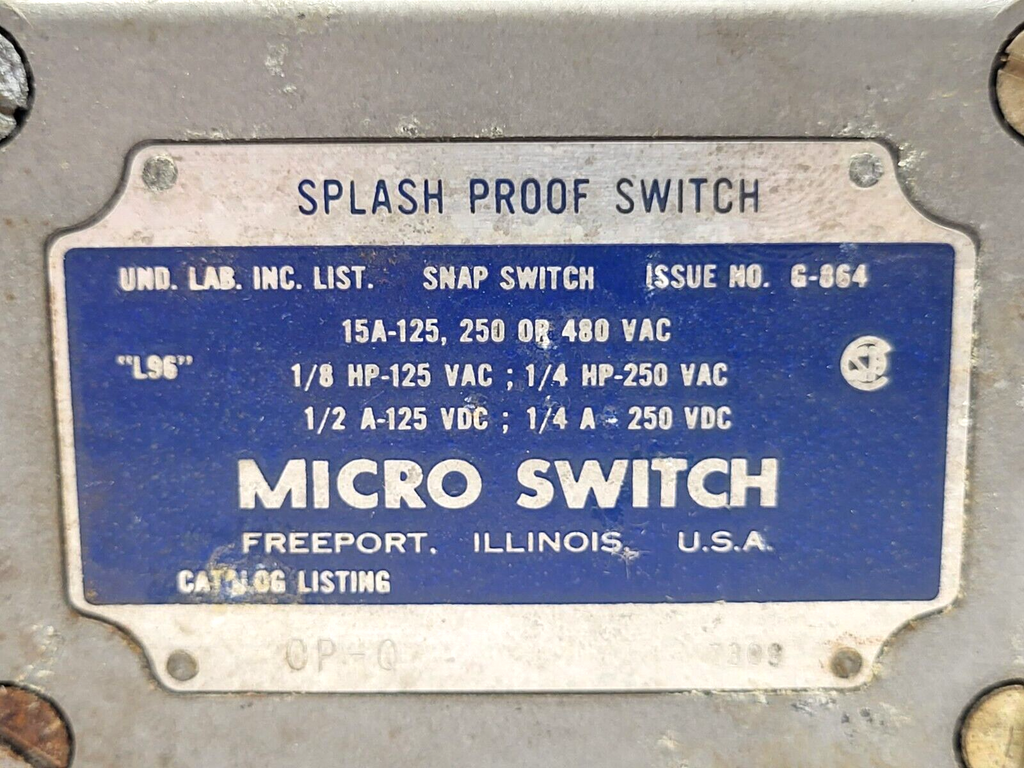 SPLASH PROOF SWITCH
UND. LAB. INC. LIST. SNAP SWITCH ISSUE NO. G-864
15A-125, 250 OR 480 VAC
"L96"
1/8 HP-125 VAC ; 1/4 HP-250 VAC
1/2 A-125 VDC ; 1/4 A - 250 VDC
MICRO SWITCH
FREEPORT, ILLINOIS, U.S.A.
CATALOG LISTING
OP-Q